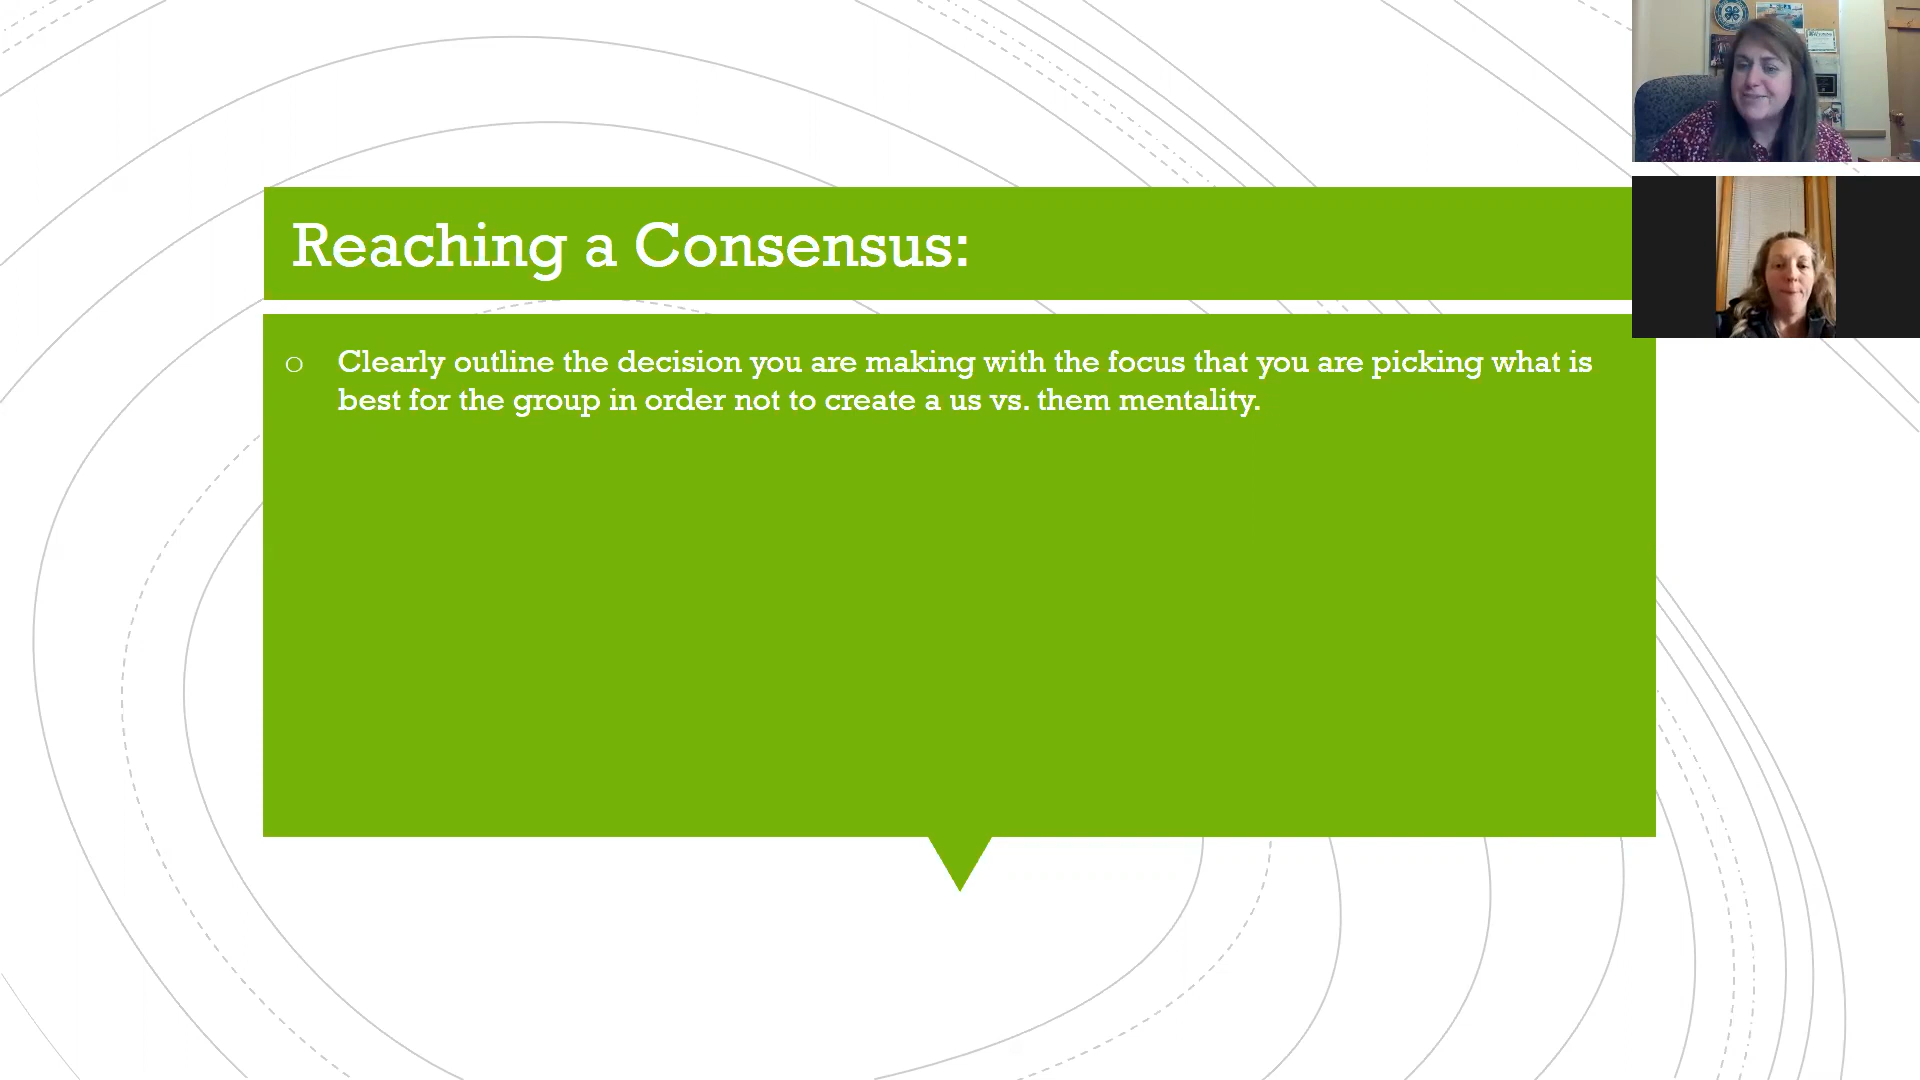 Reaching a Consensus:
o Clearly outline the decision you are making with the focus that you are picking what is
best for the group in order not to create a us vs. them mentality.